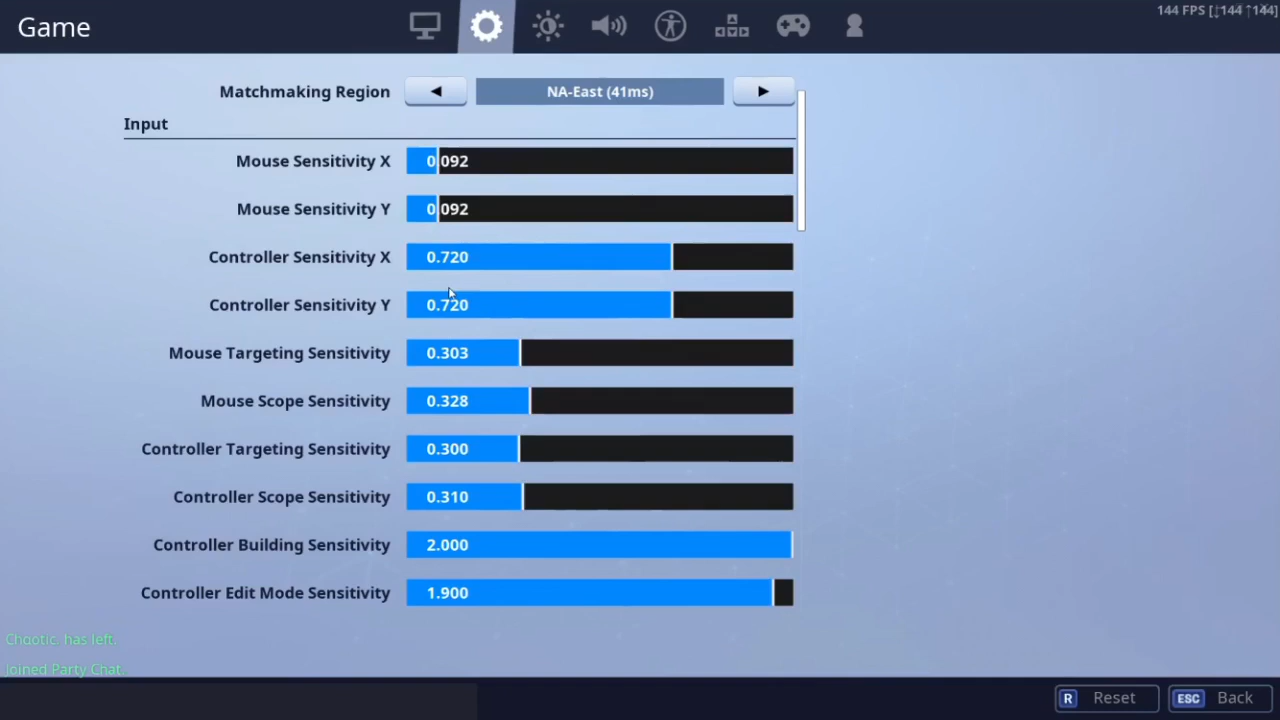 Game
144 FPS [↓144 ↑144]
Matchmaking Region
NA-East (41ms)
Input
Mouse Sensitivity X 0.092
Mouse Sensitivity Y 0.092
Controller Sensitivity X 0.720
Controller Sensitivity Y 0.720
Mouse Targeting Sensitivity 0.303
Mouse Scope Sensitivity 0.328
Controller Targeting Sensitivity 0.300
Controller Scope Sensitivity 0.310
Controller Building Sensitivity 2.000
Controller Edit Mode Sensitivity 1.900
Chaotic. has left.
Joined Party Chat.
R Reset ESC Back